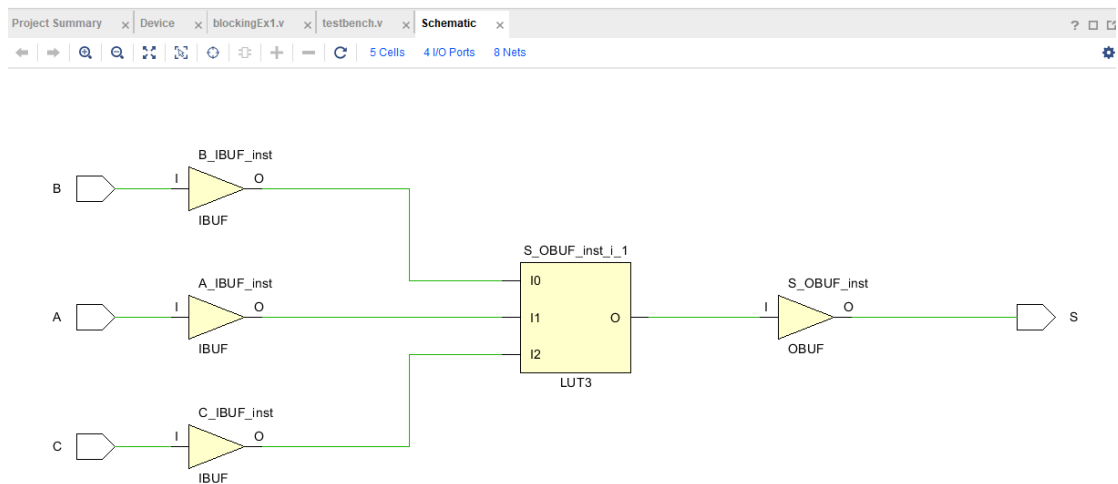 Project Summary × Device × blockingEx1.v × testbench.v × Schematic × ?
5 Cells 4 I/O Ports 8 Nets
B_IBUF_inst
B I O
IBUF
S_OBUF_inst_i_1
A_IBUF_inst I0 S_OBUF_inst
A I O I1 O I O S
IBUF I2 OBUF
LUT3
C_IBUF_inst
C I O
IBUF